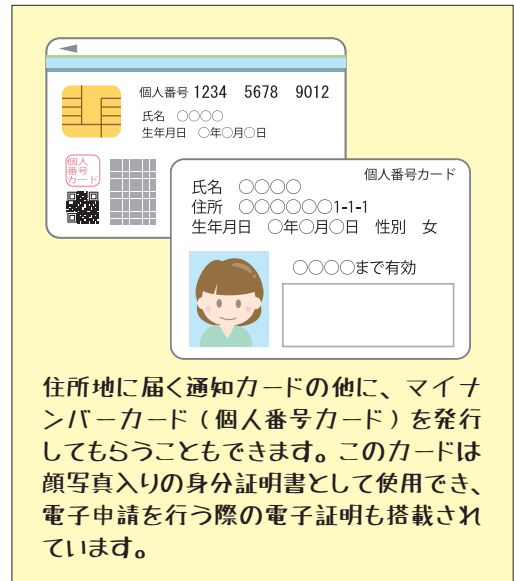 個人番号 1234 5678 9012
氏名 ○○○○
生年月日 ○年○月○日
個人
番号
カード
個人番号カード
氏名 ○○○○
住所 ○○○○○○1-1-1
生年月日 ○年○月○日 性別 女
○○○○まで有効
住所地に届く通知カードの他に、マイナ
ンバーカード（個人番号カード）を発行
してもらうこともできます。このカードは
顔写真入りの身分証明書として使用でき、
電子申請を行う際の電子証明も搭載され
ています。